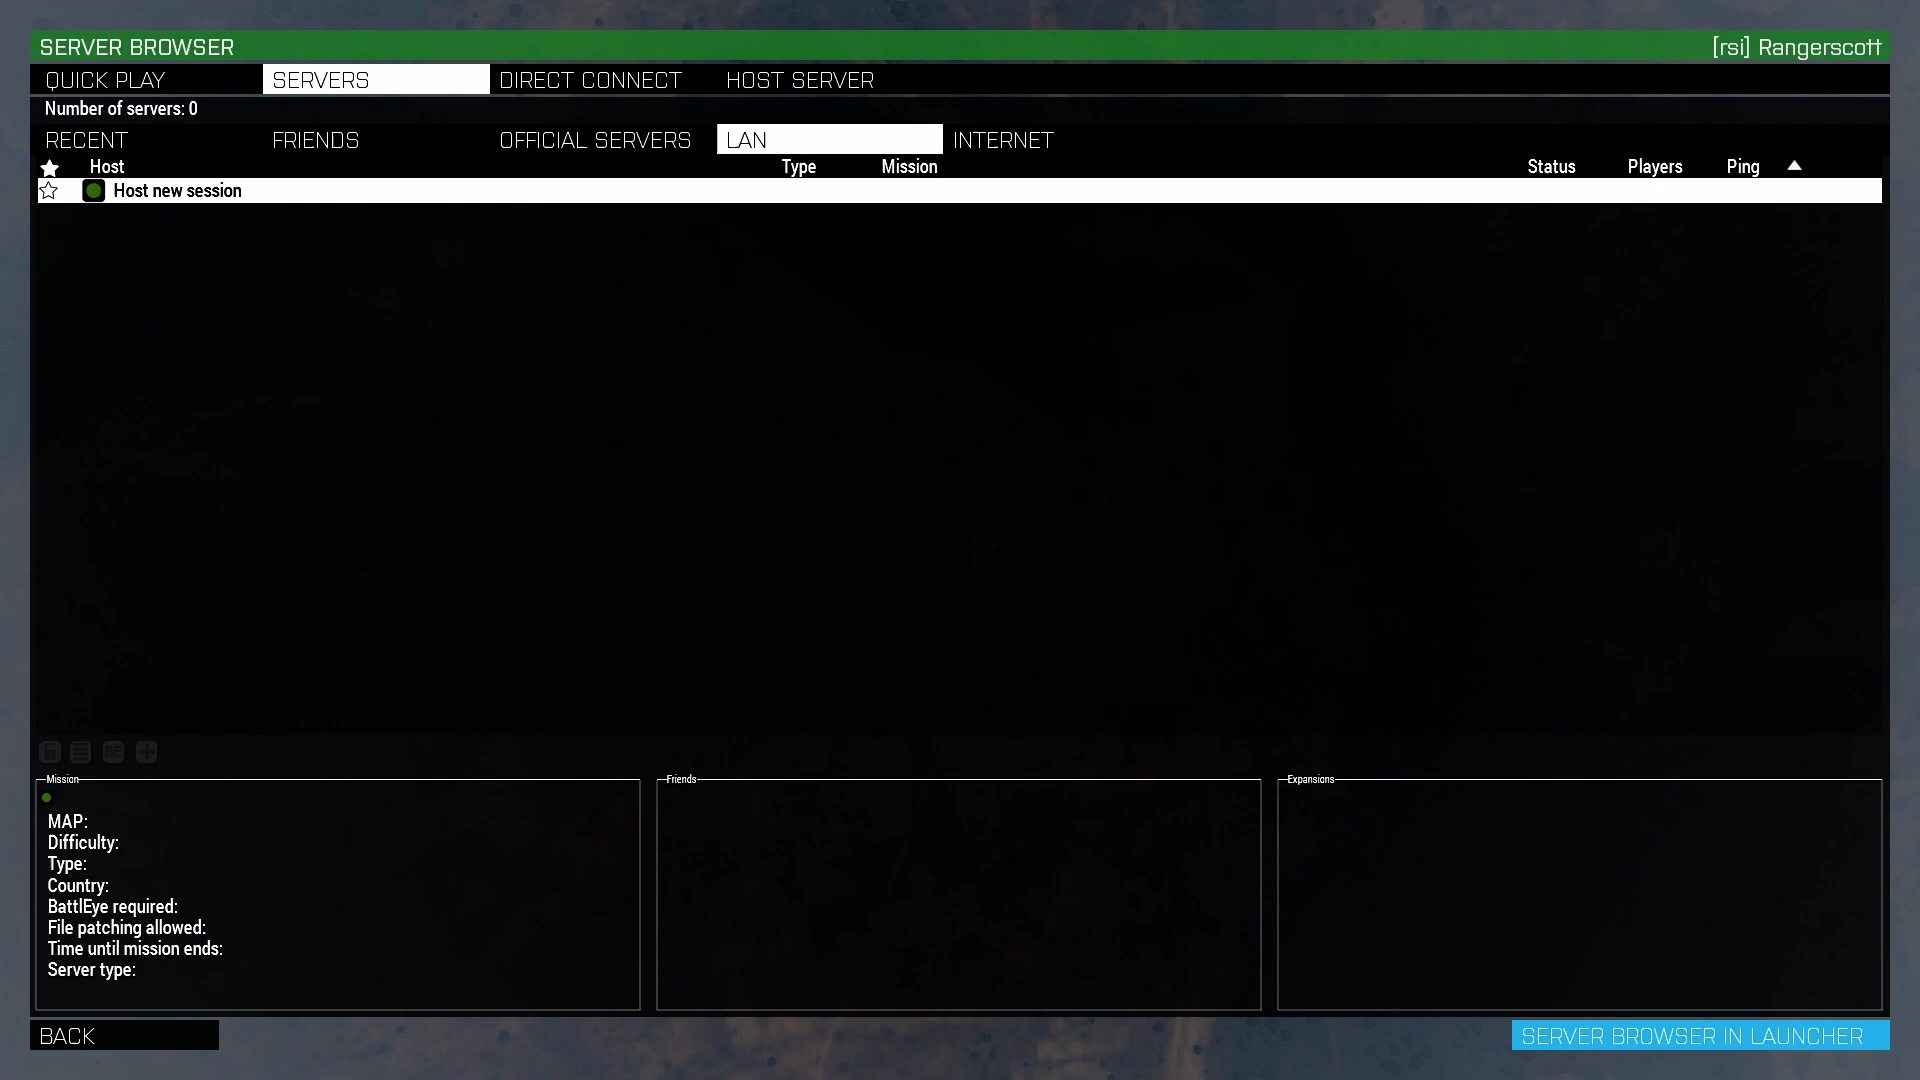 SERVER BROWSER [rsi] Rangerscott
QUICK PLAY SERVERS DIRECT CONNECT HOST SERVER
Number of servers: 0
RECENT FRIENDS OFFICIAL SERVERS LAN INTERNET
Host Type Mission Status Players Ping
Host new session
BE
Mission
MAP:
Difficulty:
Type:
Country:
BattlEye required:
File patching allowed:
Time until mission ends:
Server type:
Friends
Expansions
BACK SERVER BROWSER IN LAUNCHER